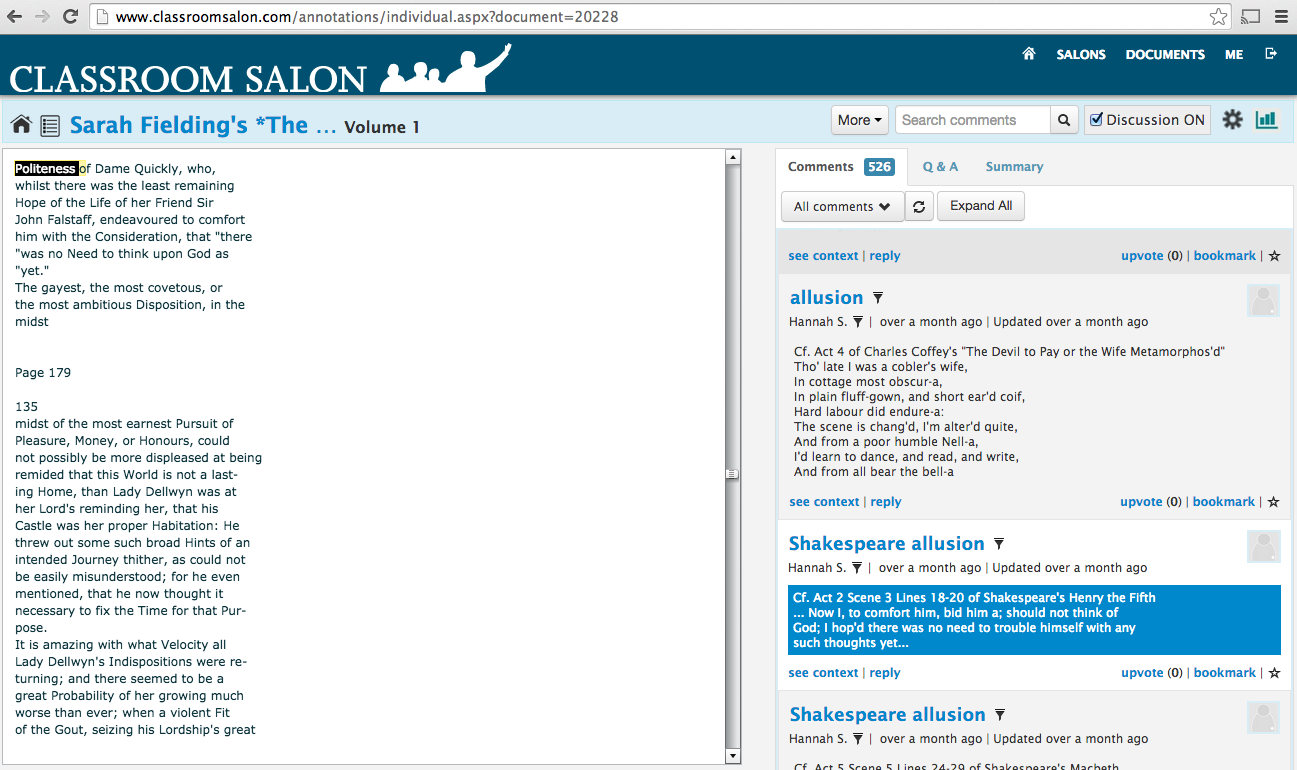 www.classroomsalon.com/annotations/individual.aspx?document=20228
CLASSROOM SALON
SALONS DOCUMENTS ME
Sarah Fielding's *The ... Volume 1
More Search comments Discussion ON
Politeness of Dame Quickly, who,
whilst there was the least remaining
Hope of the Life of her Friend Sir
John Falstaff, endeavoured to comfort
him with the Consideration, that "there
"was no Need to think upon God as
"yet."
The gayest, the most covetous, or
the most ambitious Disposition, in the
midst
Page 179
135
midst of the most earnest Pursuit of
Pleasure, Money, or Honours, could
not possibly be more displeased at being
remided that this World is not a last-
ing Home, than Lady Dellwyn was at
her Lord's reminding her, that his
Castle was her proper Habitation: He
threw out some such broad Hints of an
intended Journey thither, as could not
be easily misunderstood; for he even
mentioned, that he now thought it
necessary to fix the Time for that Pur-
pose.
It is amazing with what Velocity all
Lady Dellwyn's Indispositions were re-
turning; and there seemed to be a
great Probability of her growing much
worse than ever; when a violent Fit
of the Gout, seizing his Lordship's great
Comments 526 Q & A Summary
All comments Expand All
see context | reply upvote (0) | bookmark |
allusion
Hannah S. | over a month ago | Updated over a month ago
Cf. Act 4 of Charles Coffey's "The Devil to Pay or the Wife Metamorphos'd"
Tho' late I was a cobler's wife,
In cottage most obscur-a,
In plain fluff-gown, and short ear'd coif,
Hard labour did endure-a:
The scene is chang'd, I'm alter'd quite,
And from a poor humble Nell-a,
I'd learn to dance, and read, and write,
And from all bear the bell-a
see context | reply upvote (0) | bookmark |
Shakespeare allusion
Hannah S. | over a month ago | Updated over a month ago
Cf. Act 2 Scene 3 Lines 18-20 of Shakespeare's Henry the Fifth
... Now I, to comfort him, bid him a; should not think of
God; I hop'd there was no need to trouble himself with any
such thoughts yet...
see context | reply upvote (0) | bookmark |
Shakespeare allusion
Hannah S. | over a month ago | Updated over a month ago
Cf. Act 5 Scene 5 Lines 24-29 of Shakespeare's Macbeth